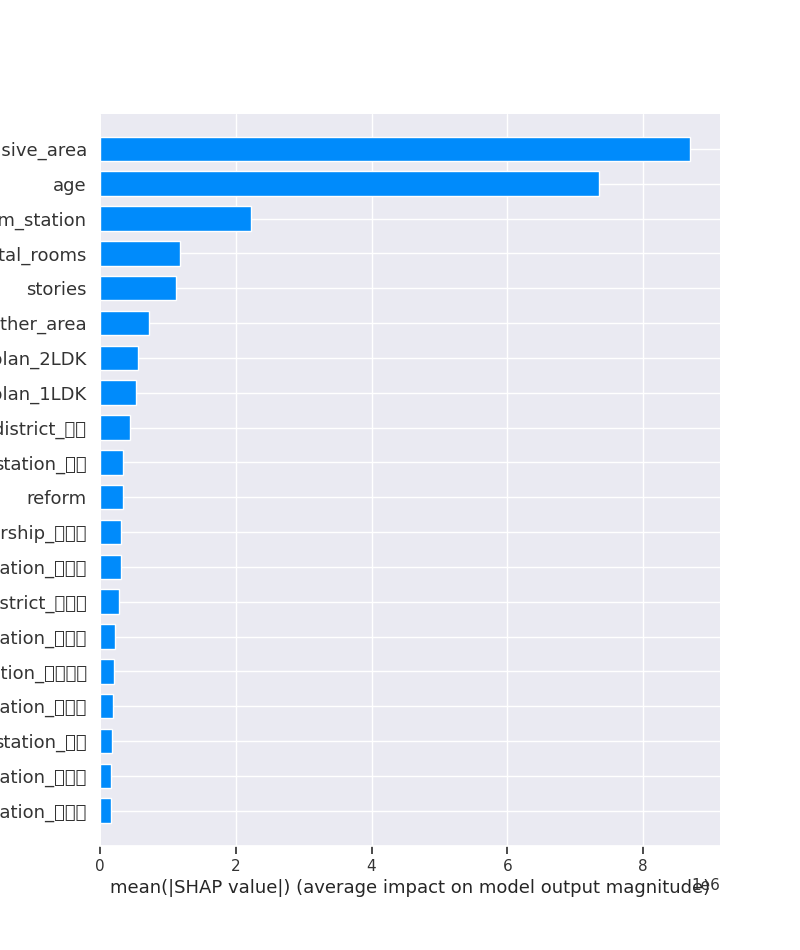 sive_area
age
m_station
tal_rooms
stories
ther_area
plan_2LDK
plan_1LDK
district_
station_
reform
rship_
ation_
strict_
ation_
tion_
ation_
station_
ation_
ation_
0 2 4 6 8
1e6
mean(|SHAP value|) (average impact on model output magnitude)